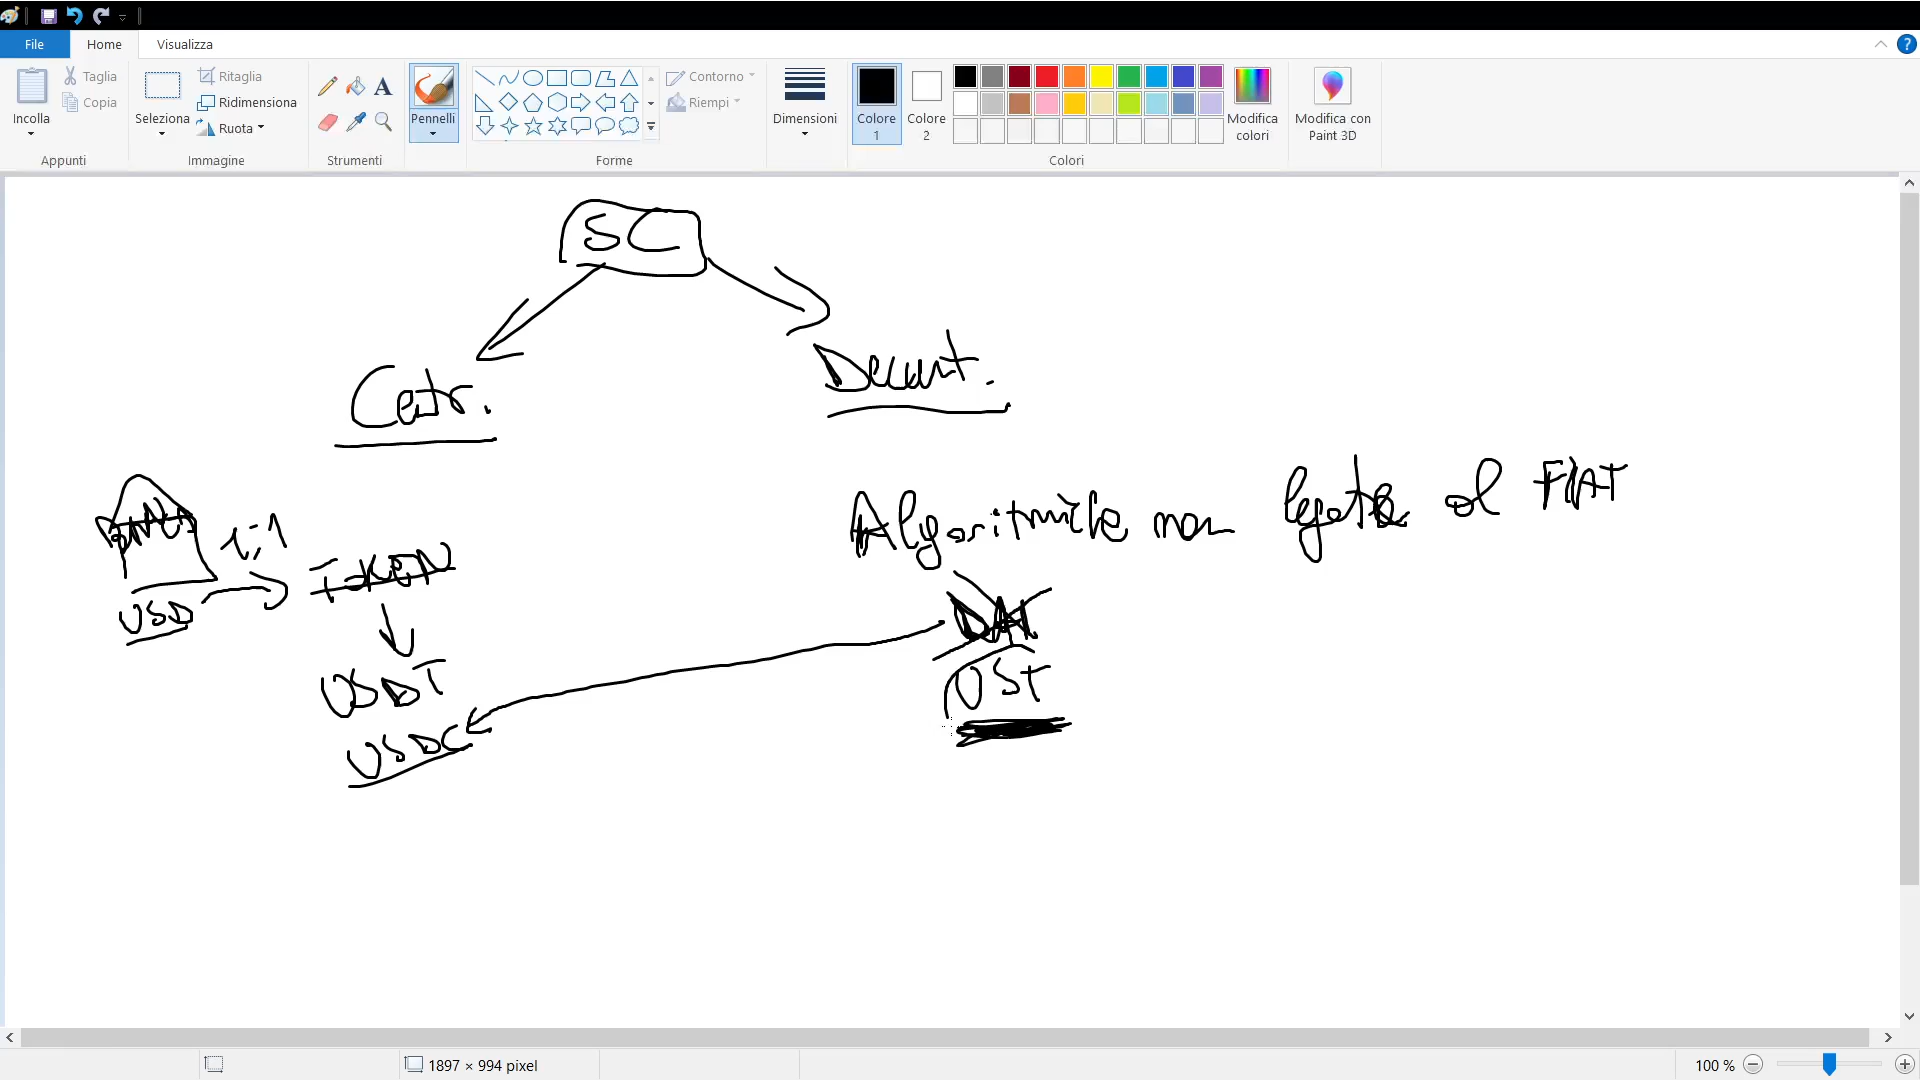 File Home Visualizza
Incolla
Taglia
Copia
Appunti
Seleziona
Ritaglia
Ridimensiona
Ruota
Immagine
Strumenti
Pennelli
Forme
Contorno
Riempi
Dimensioni
Colore 1
Colore 2
Colori
Modifica colori
Modifica con Paint 3D
SC
Centr.
Decent.
BANCA
1:1
USD
TOKEN
USDT
USDC
Algoritmiche non legate al FIAT
DAI
UST
1897 × 994 pixel
100 %